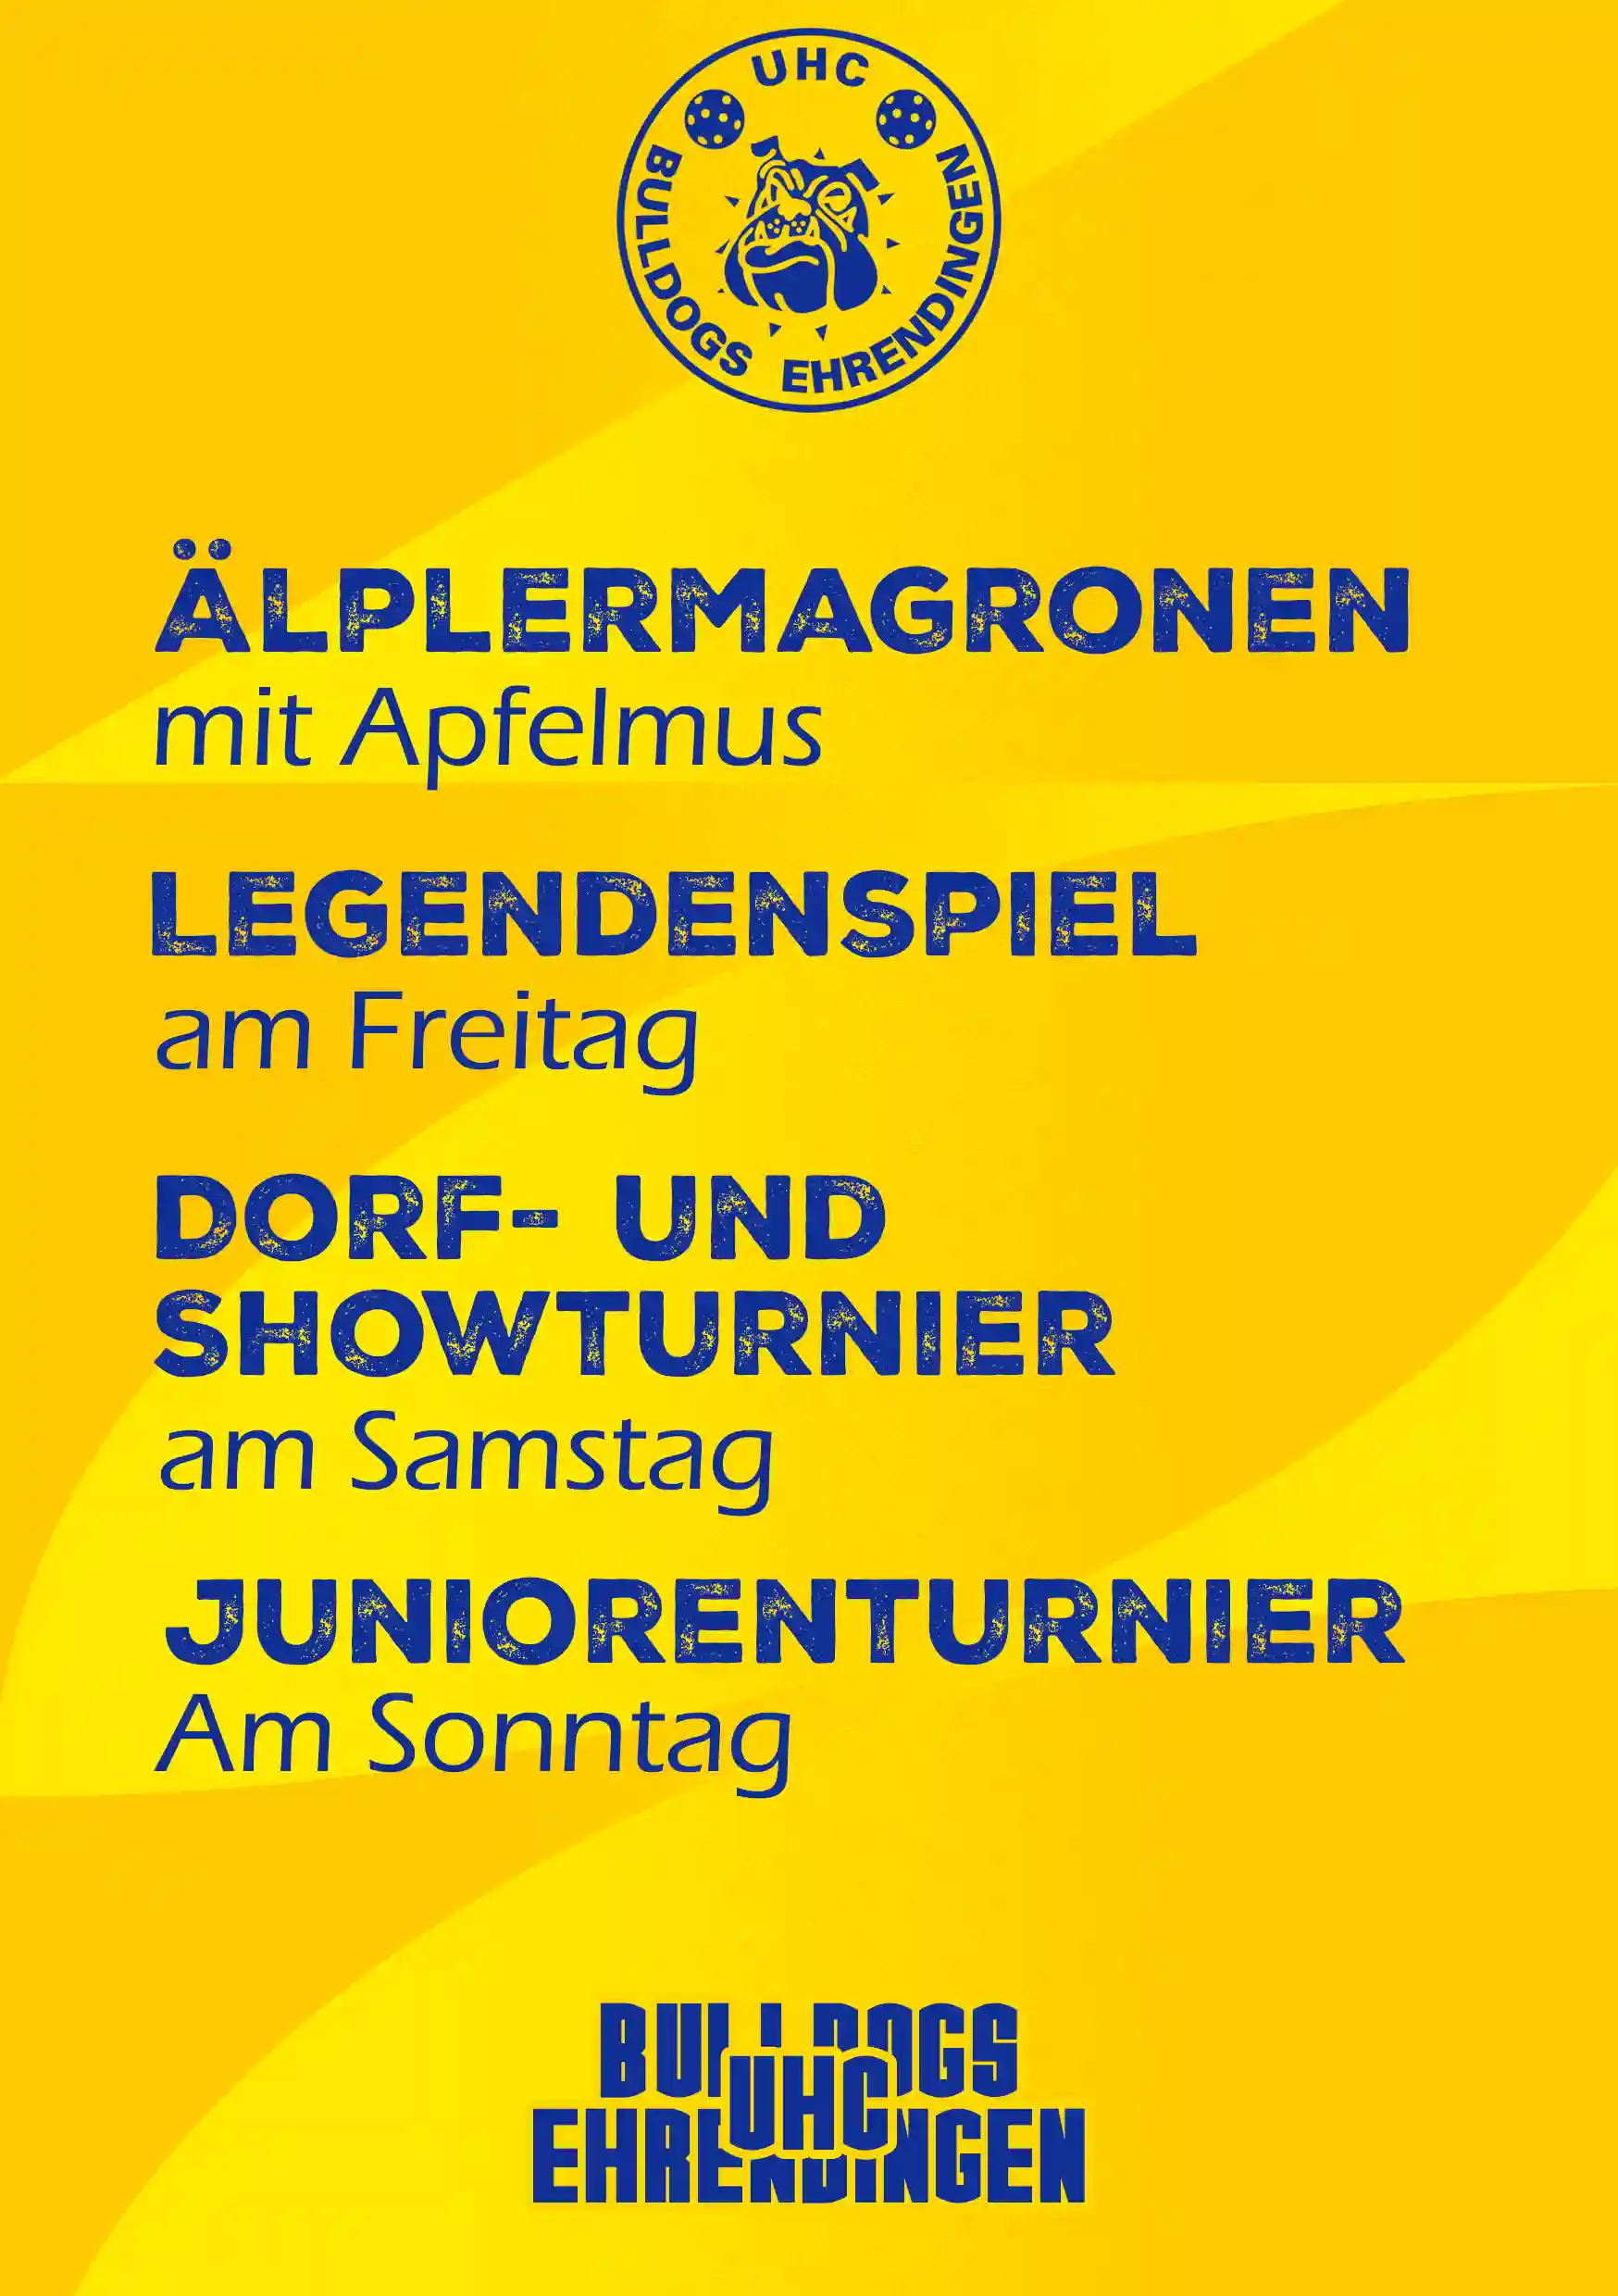 UHC
BULLDOGS EHRENDINGEN
ÄLPLERMAGRONEN
mit Apfelmus
LEGENDENSPIEL
am Freitag
DORF- UND
SHOWTURNIER
am Samstag
JUNIORENTURNIER
Am Sonntag
BULLDOGS
UHC
EHRENDINGEN